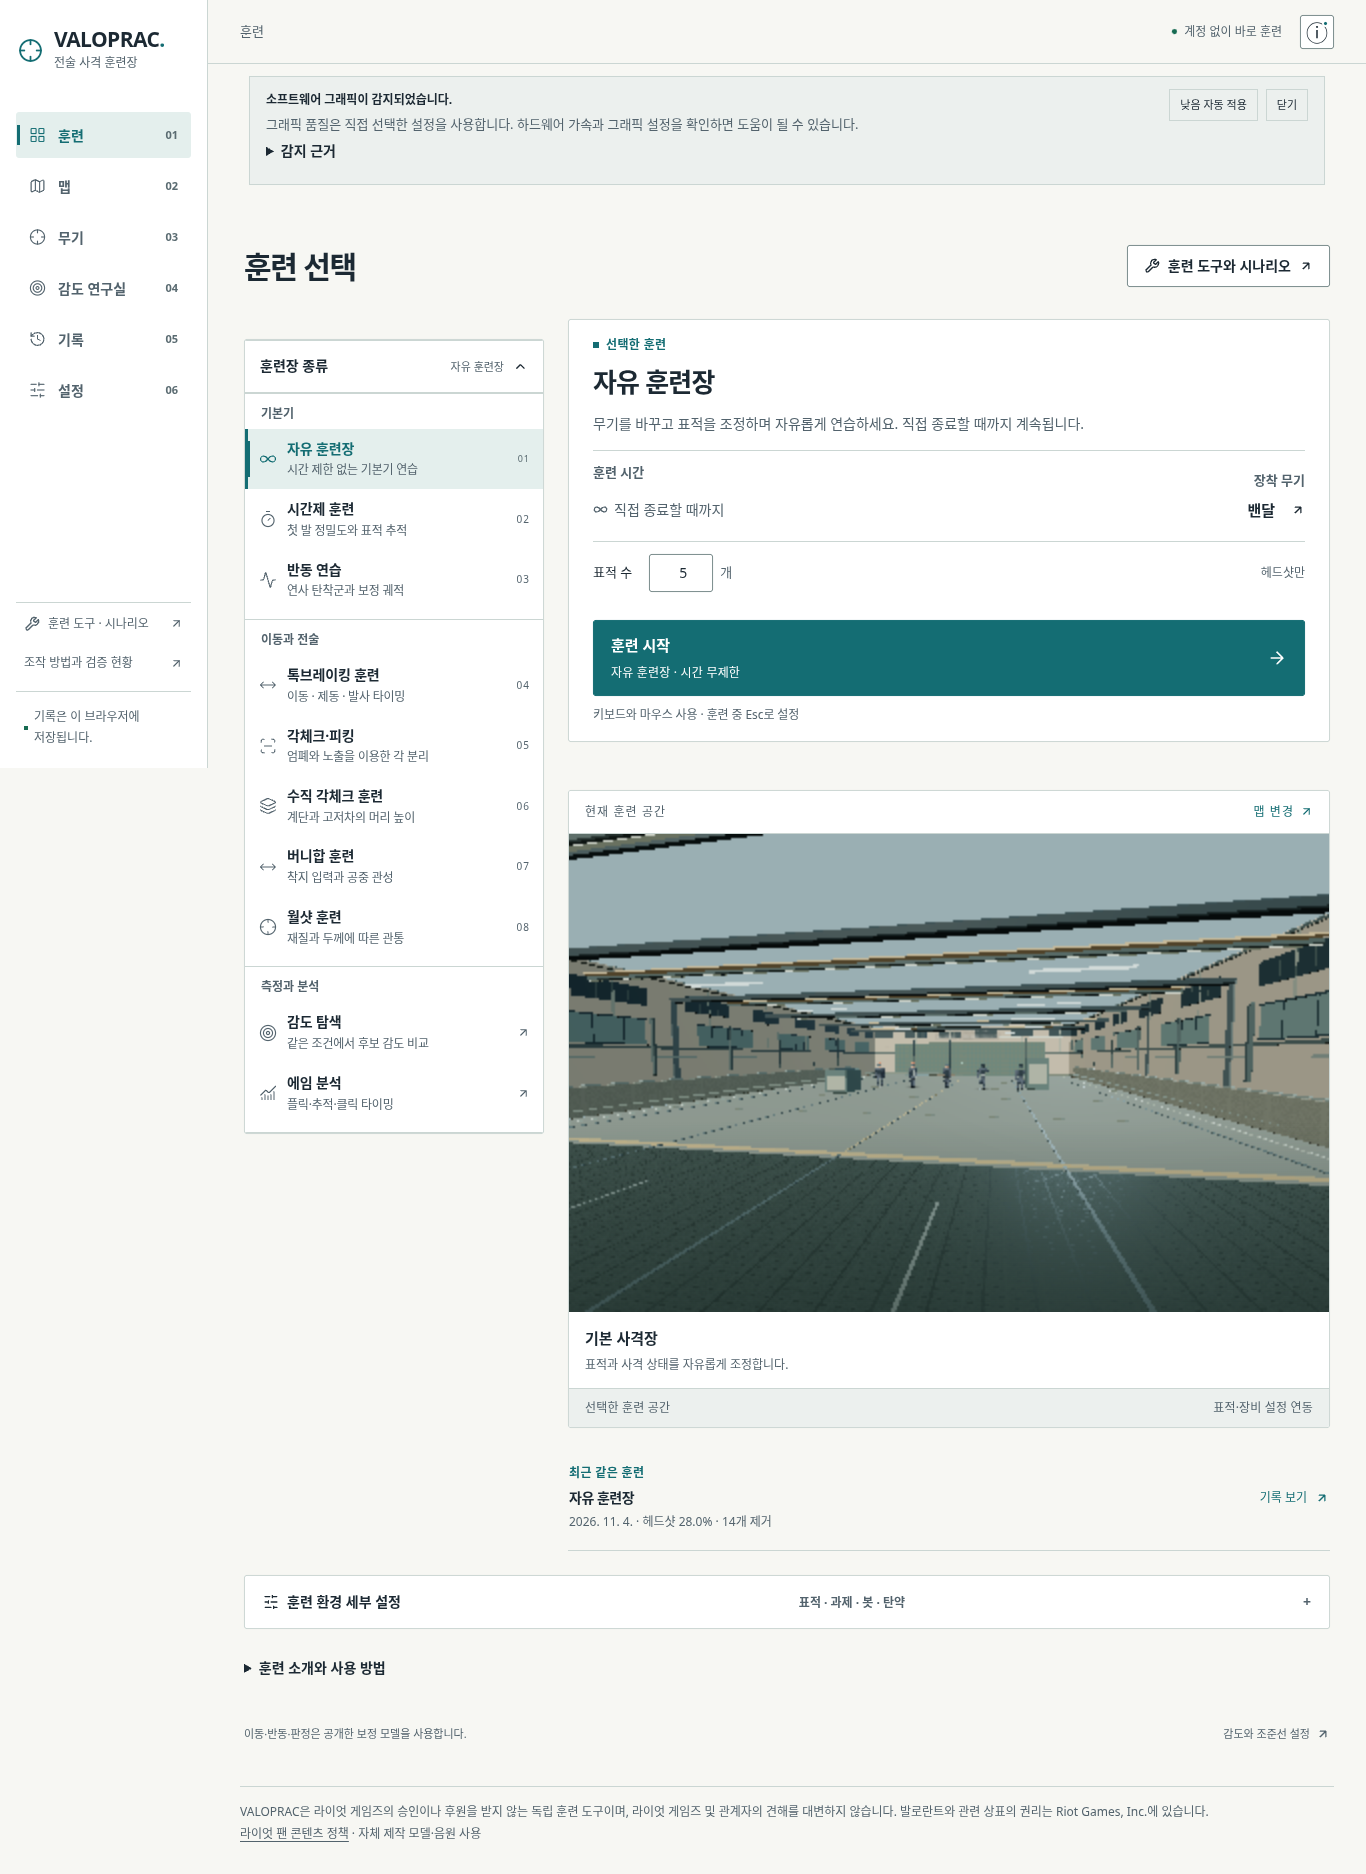 VALOPRAC.
전술 사격 훈련장
훈련 01
맵 02
무기 03
감도 연구실 04
기록 05
설정 06
훈련 도구 · 시나리오
조작 방법과 검증 현황
기록은 이 브라우저에
저장됩니다.
훈련
계정 없이 바로 훈련
소프트웨어 그래픽이 감지되었습니다.
그래픽 품질은 직접 선택한 설정을 사용합니다. 하드웨어 가속과 그래픽 설정을 확인하면 도움이 될 수 있습니다.
감지 근거
낮음 자동 적용
닫기
훈련 선택
훈련 도구와 시나리오
훈련장 종류 자유 훈련장
기본기
자유 훈련장
시간 제한 없는 기본기 연습
01
시간제 훈련
첫 발 정밀도와 표적 추적
02
반동 연습
연사 탄착군과 보정 궤적
03
이동과 전술
톡브레이킹 훈련
이동 · 제동 · 발사 타이밍
04
각체크·피킹
엄폐와 노출을 이용한 각 분리
05
수직 각체크 훈련
계단과 고저차의 머리 높이
06
버니합 훈련
착지 입력과 공중 관성
07
월샷 훈련
재질과 두께에 따른 관통
08
측정과 분석
감도 탐색
같은 조건에서 후보 감도 비교
에임 분석
플릭·추적·클릭 타이밍
선택한 훈련
자유 훈련장
무기를 바꾸고 표적을 조정하며 자유롭게 연습하세요. 직접 종료할 때까지 계속됩니다.
훈련 시간
직접 종료할 때까지
장착 무기
밴달
표적 수 5 개
헤드샷만
훈련 시작
자유 훈련장 · 시간 무제한
키보드와 마우스 사용 · 훈련 중 Esc로 설정
현재 훈련 공간
맵 변경
기본 사격장
표적과 사격 상태를 자유롭게 조정합니다.
선택한 훈련 공간
표적·장비 설정 연동
최근 같은 훈련
자유 훈련장
2026. 11. 4. · 헤드샷 28.0% · 14개 제거
기록 보기
훈련 환경 세부 설정
표적 · 과제 · 봇 · 탄약
+
훈련 소개와 사용 방법
이동·반동·판정은 공개한 보정 모델을 사용합니다.
감도와 조준선 설정
VALOPRAC은 라이엇 게임즈의 승인이나 후원을 받지 않는 독립 훈련 도구이며, 라이엇 게임즈 및 관계자의 견해를 대변하지 않습니다. 발로란트와 관련 상표의 권리는 Riot Games, Inc.에 있습니다.
라이엇 팬 콘텐츠 정책 · 자체 제작 모델·음원 사용